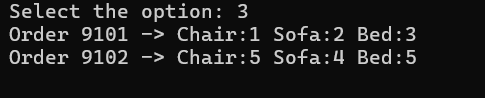 Select the option: 3
Order 9101 -> Chair:1 Sofa:2 Bed:3
Order 9102 -> Chair:5 Sofa:4 Bed:5